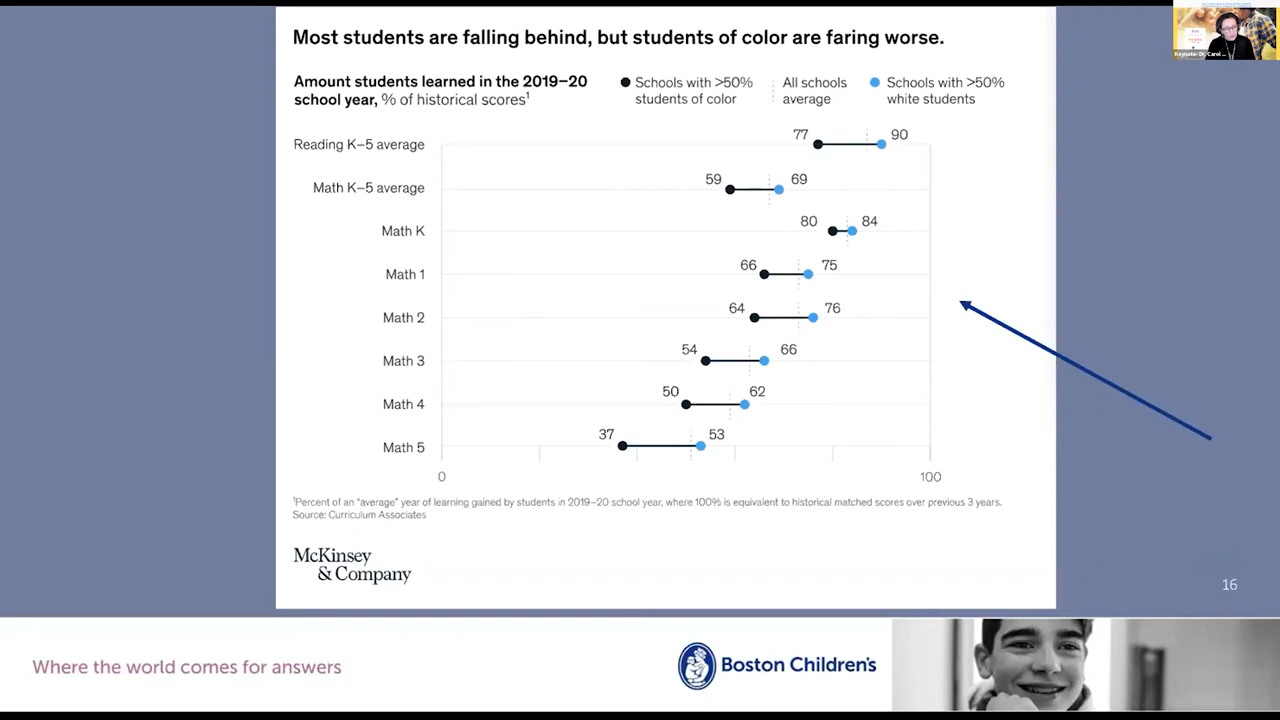 Keynote- Dr. Carol ...
Most students are falling behind, but students of color are faring worse.
Amount students learned in the 2019–20
school year, % of historical scores¹
Schools with >50%
students of color
All schools
average
Schools with >50%
white students
Reading K–5 average
77
90
Math K–5 average
59
69
Math K
80
84
Math 1
66
75
Math 2
64
76
Math 3
54
66
Math 4
50
62
Math 5
37
53
0
100
¹Percent of an “average” year of learning gained by students in 2019–20 school year, where 100% is equivalent to historical matched scores over previous 3 years.
Source: Curriculum Associates
McKinsey
& Company
16
Where the world comes for answers
Boston Children's